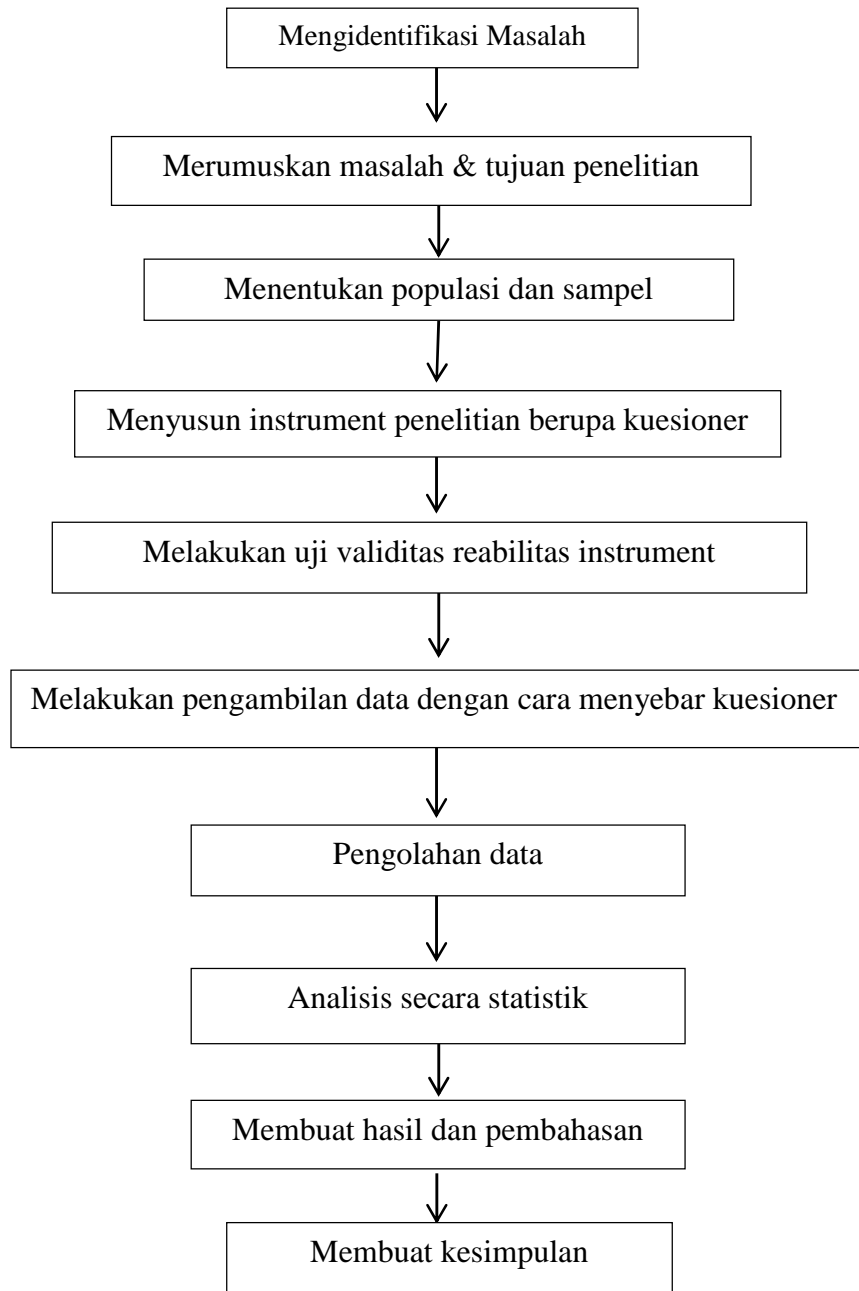 Mengidentifikasi Masalah
Merumuskan masalah & tujuan penelitian
Menentukan populasi dan sampel
Menyusun instrument penelitian berupa kuesioner
Melakukan uji validitas reabilitas instrument
Melakukan pengambilan data dengan cara menyebar kuesioner
Pengolahan data
Analisis secara statistik
Membuat hasil dan pembahasan
Membuat kesimpulan